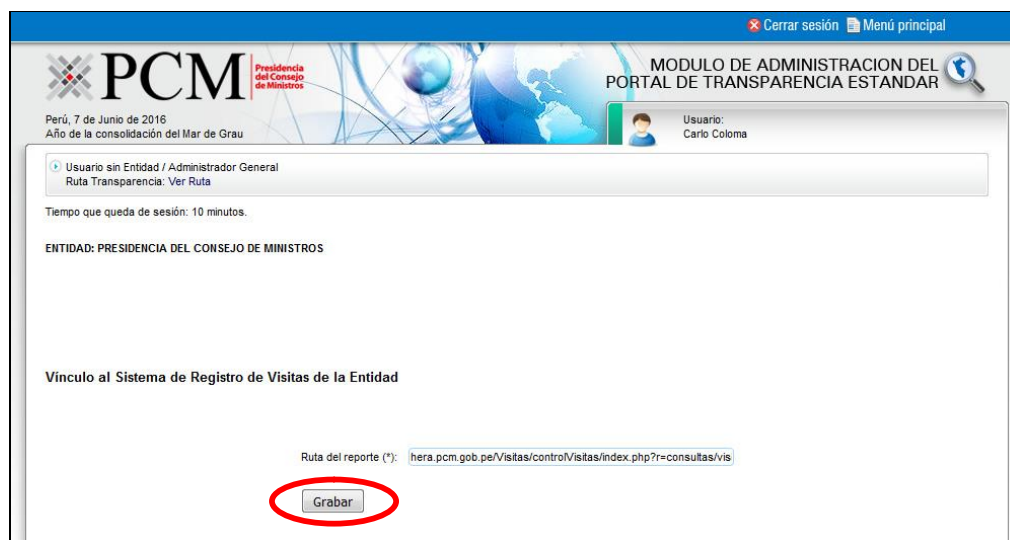 Cerrar sesión Menú principal
PCM Presidencia
del Consejo
de Ministros
MODULO DE ADMINISTRACION DEL
PORTAL DE TRANSPARENCIA ESTANDAR
Perú, 7 de Junio de 2016
Año de la consolidación del Mar de Grau
Usuario:
Carlo Coloma
Usuario sin Entidad / Administrador General
Ruta Transparencia: Ver Ruta
Tiempo que queda de sesión: 10 minutos.
ENTIDAD: PRESIDENCIA DEL CONSEJO DE MINISTROS
Vínculo al Sistema de Registro de Visitas de la Entidad
Ruta del reporte (*): hera.pcm.gob.pe/Visitas/controlVisitas/index.php?r=consultas/vis
Grabar